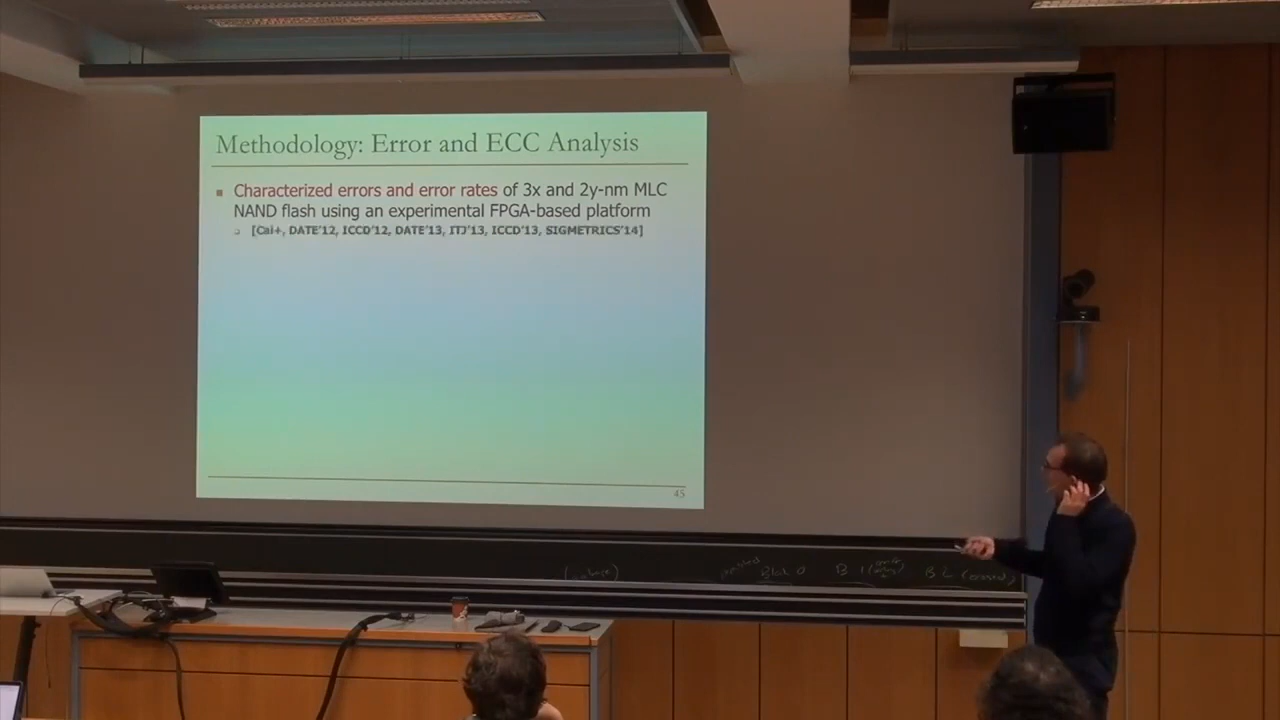 Methodology: Error and ECC Analysis
Characterized errors and error rates of 3x and 2y-nm MLC
NAND flash using an experimental FPGA-based platform
[Cai+, DATE'12, ICCD'12, DATE'13, ITJ'13, ICCD'13, SIGMETRICS'14]
45
Block 0